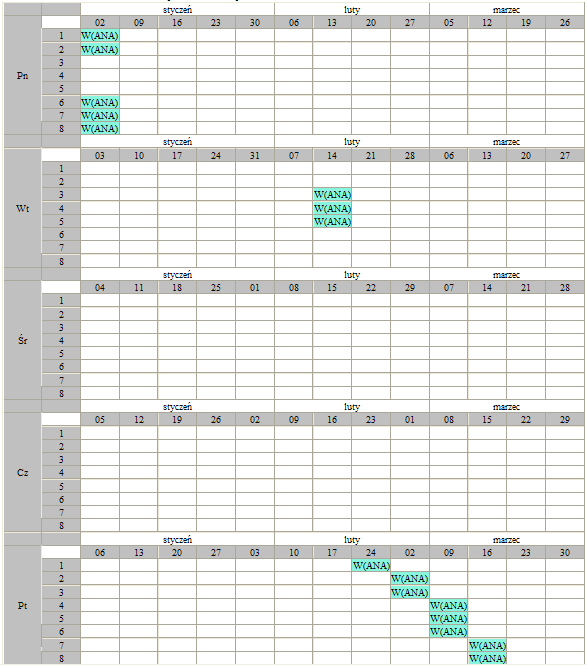 styczeń luty marzec
02 09 16 23 30 06 13 20 27 05 12 19 26
Pn
1 W(ANA)
2 W(ANA)
3
4
5
6 W(ANA)
7 W(ANA)
8 W(ANA)
styczeń luty marzec
03 10 17 24 31 07 14 21 28 06 13 20 27
Wt
1
2
3 W(ANA)
4 W(ANA)
5 W(ANA)
6
7
8
styczeń luty marzec
04 11 18 25 01 08 15 22 29 07 14 21 28
Śr
1
2
3
4
5
6
7
8
styczeń luty marzec
05 12 19 26 02 09 16 23 01 08 15 22 29
Cz
1
2
3
4
5
6
7
8
styczeń luty marzec
06 13 20 27 03 10 17 24 02 09 16 23 30
Pt
1 W(ANA)
2 W(ANA)
3 W(ANA)
4 W(ANA)
5 W(ANA)
6 W(ANA)
7 W(ANA)
8 W(ANA)